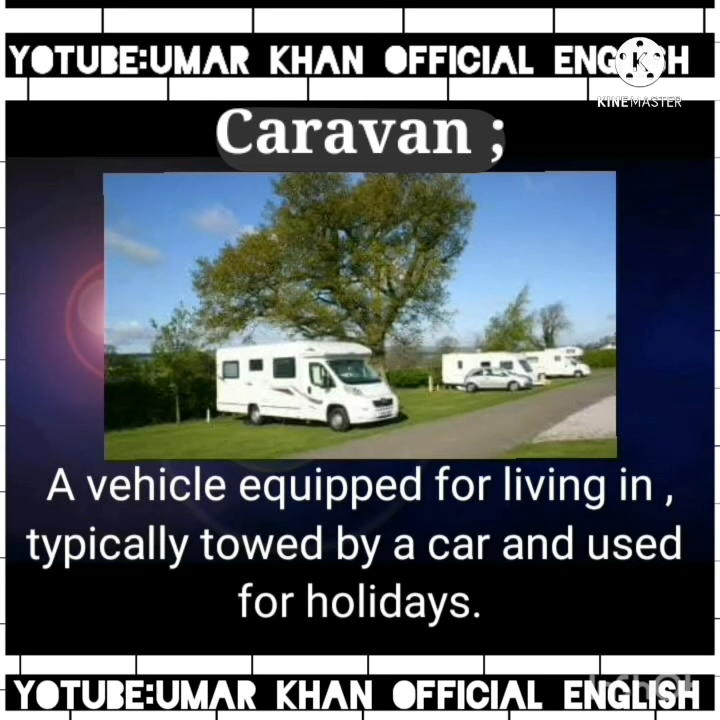 YOTUBE:UMAR KHAN OFFICIAL ENGLISH
K
KINEMASTER
Caravan ;
A vehicle equipped for living in ,
typically towed by a car and used
for holidays.
YOTUBE:UMAR KHAN OFFICIAL ENGLISH